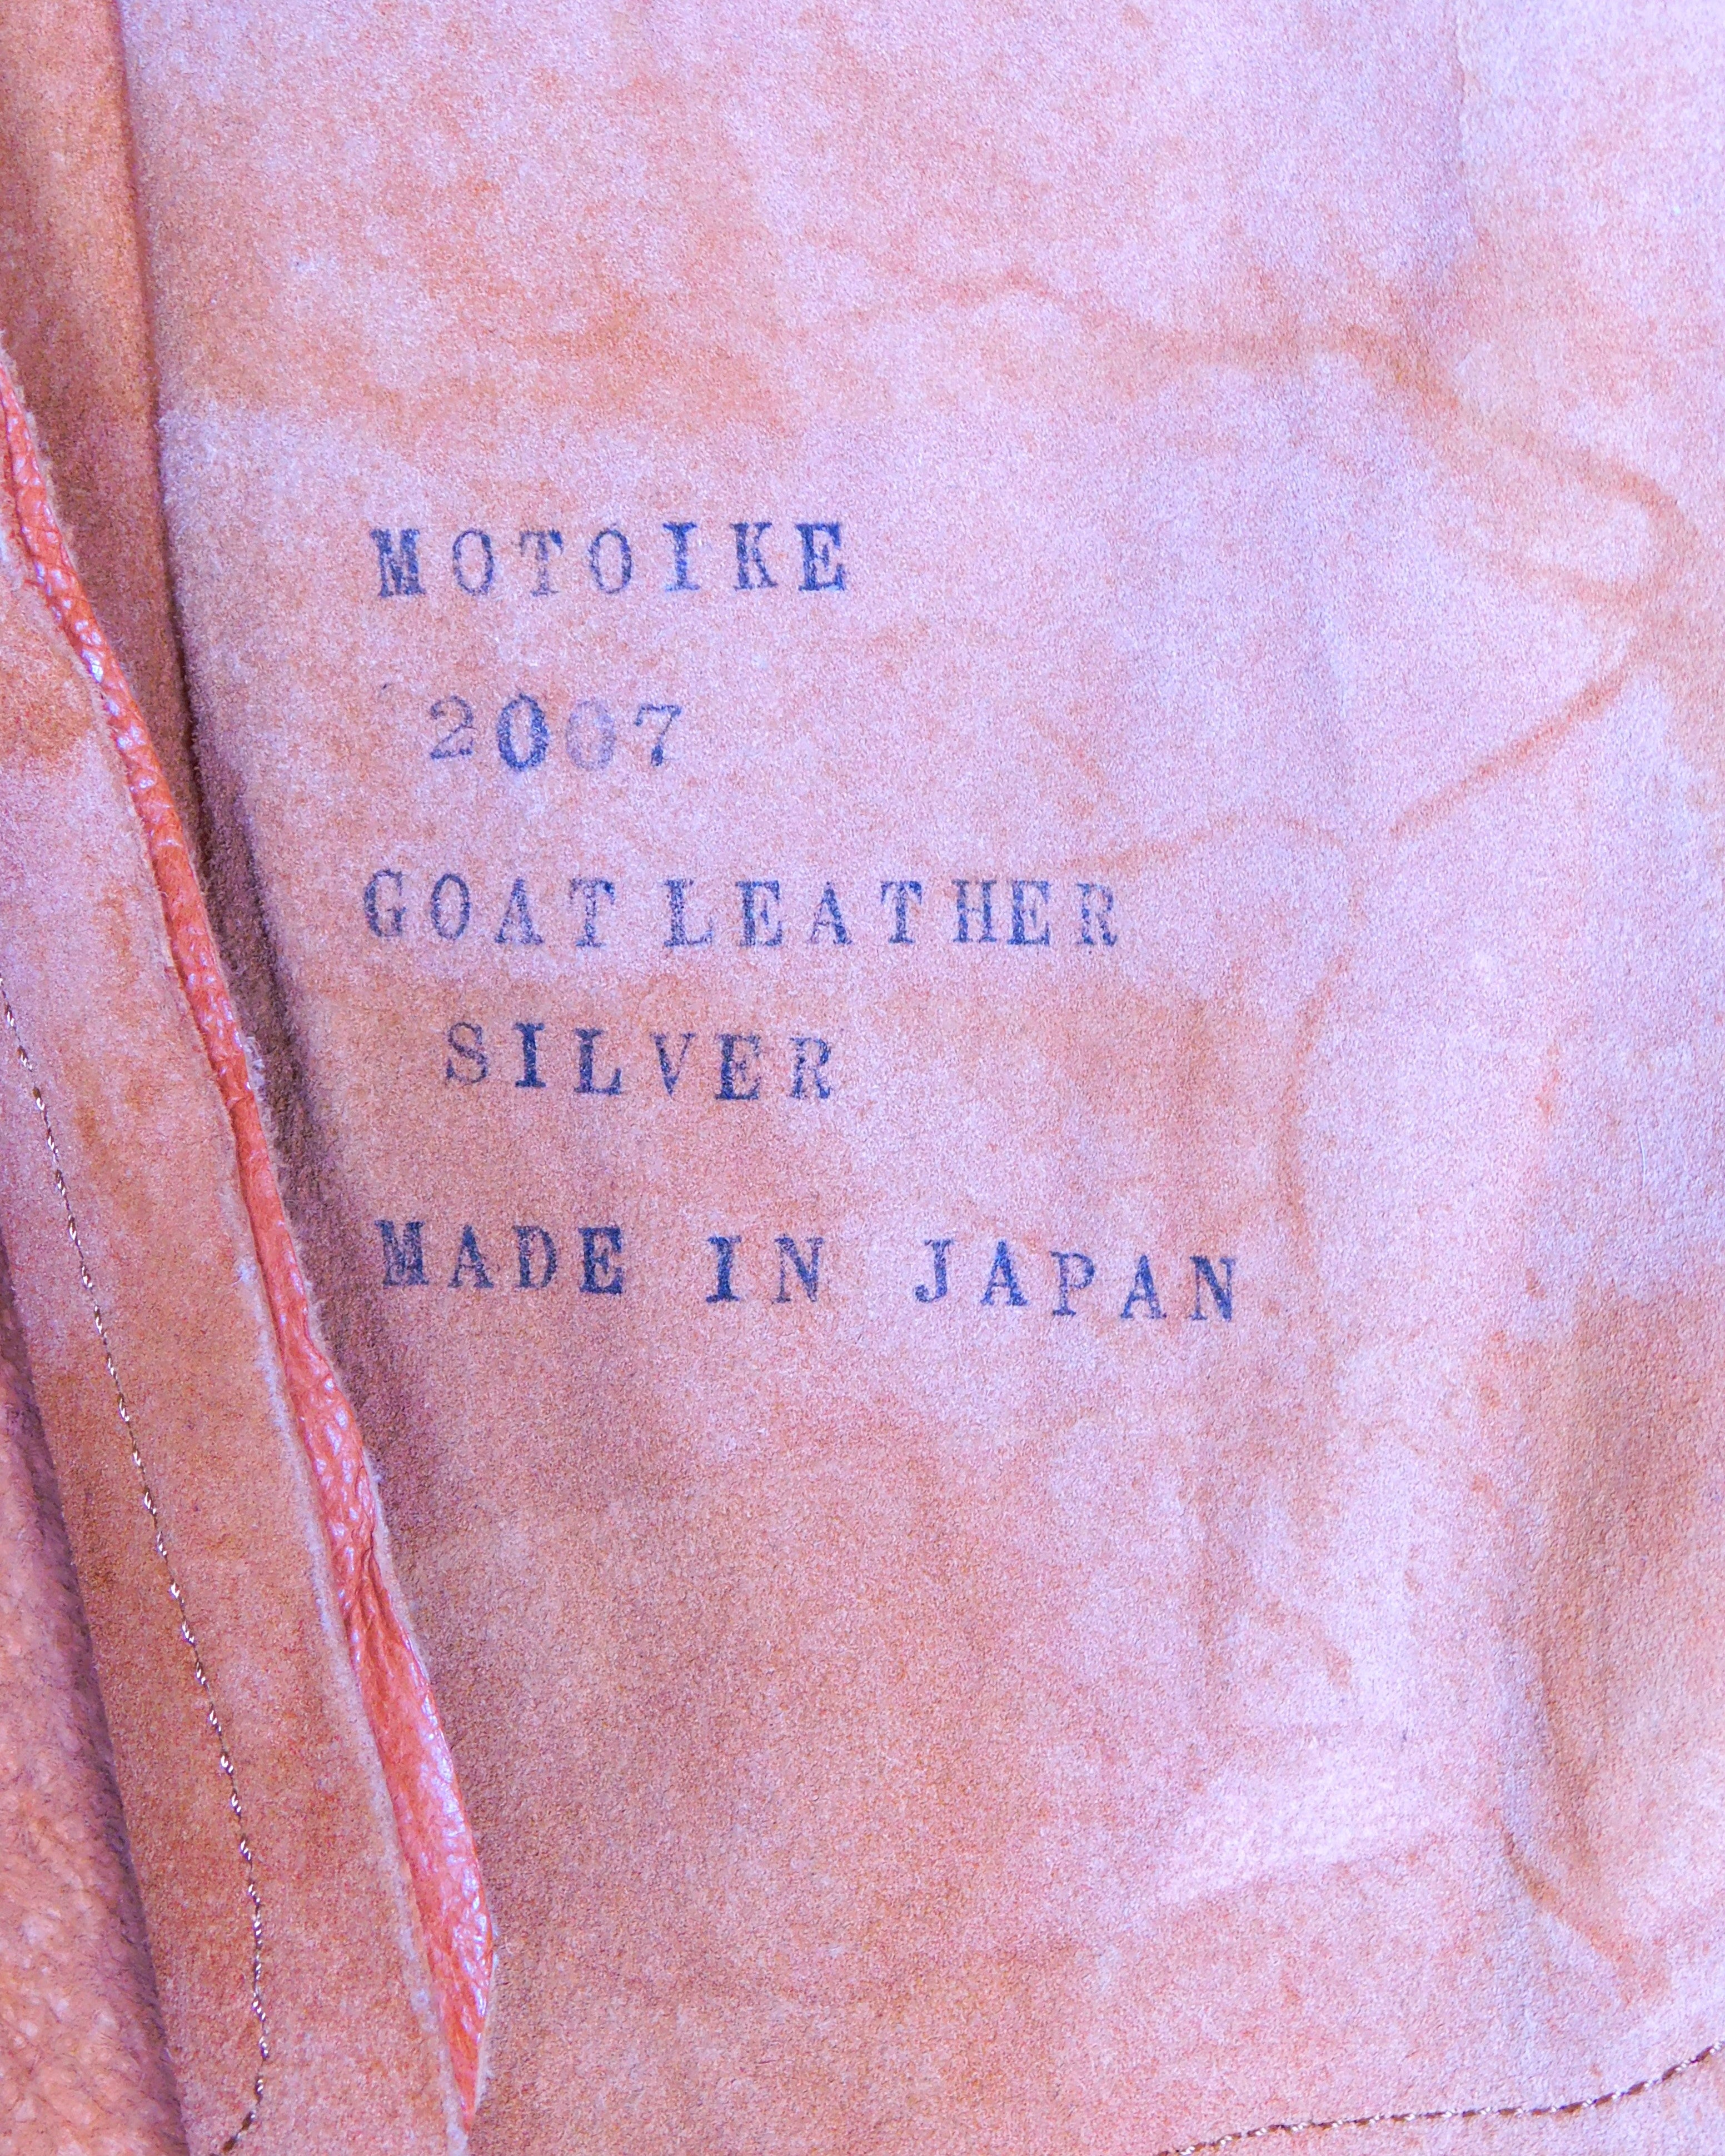 MOTOIKE
2007
GOAT LEATHER
SILVER
MADE IN JAPAN